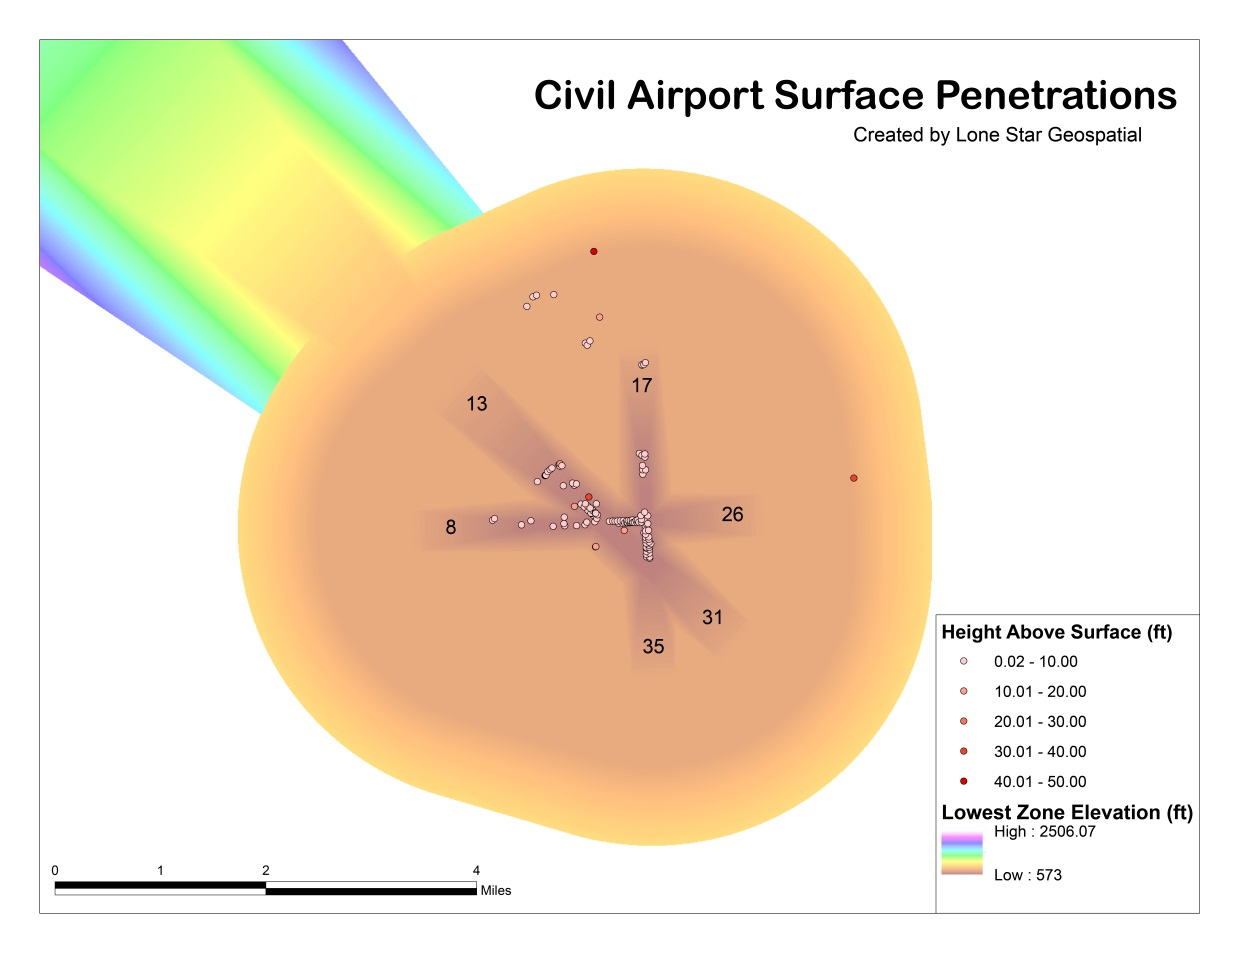 Civil Airport Surface Penetrations
Created by Lone Star Geospatial
17
13
26
8
31
35
Height Above Surface (ft)
0.02 - 10.00
10.01 - 20.00
20.01 - 30.00
30.01 - 40.00
40.01 - 50.00
Lowest Zone Elevation (ft)
High : 2506.07
Low : 573
0 1 2 4
Miles